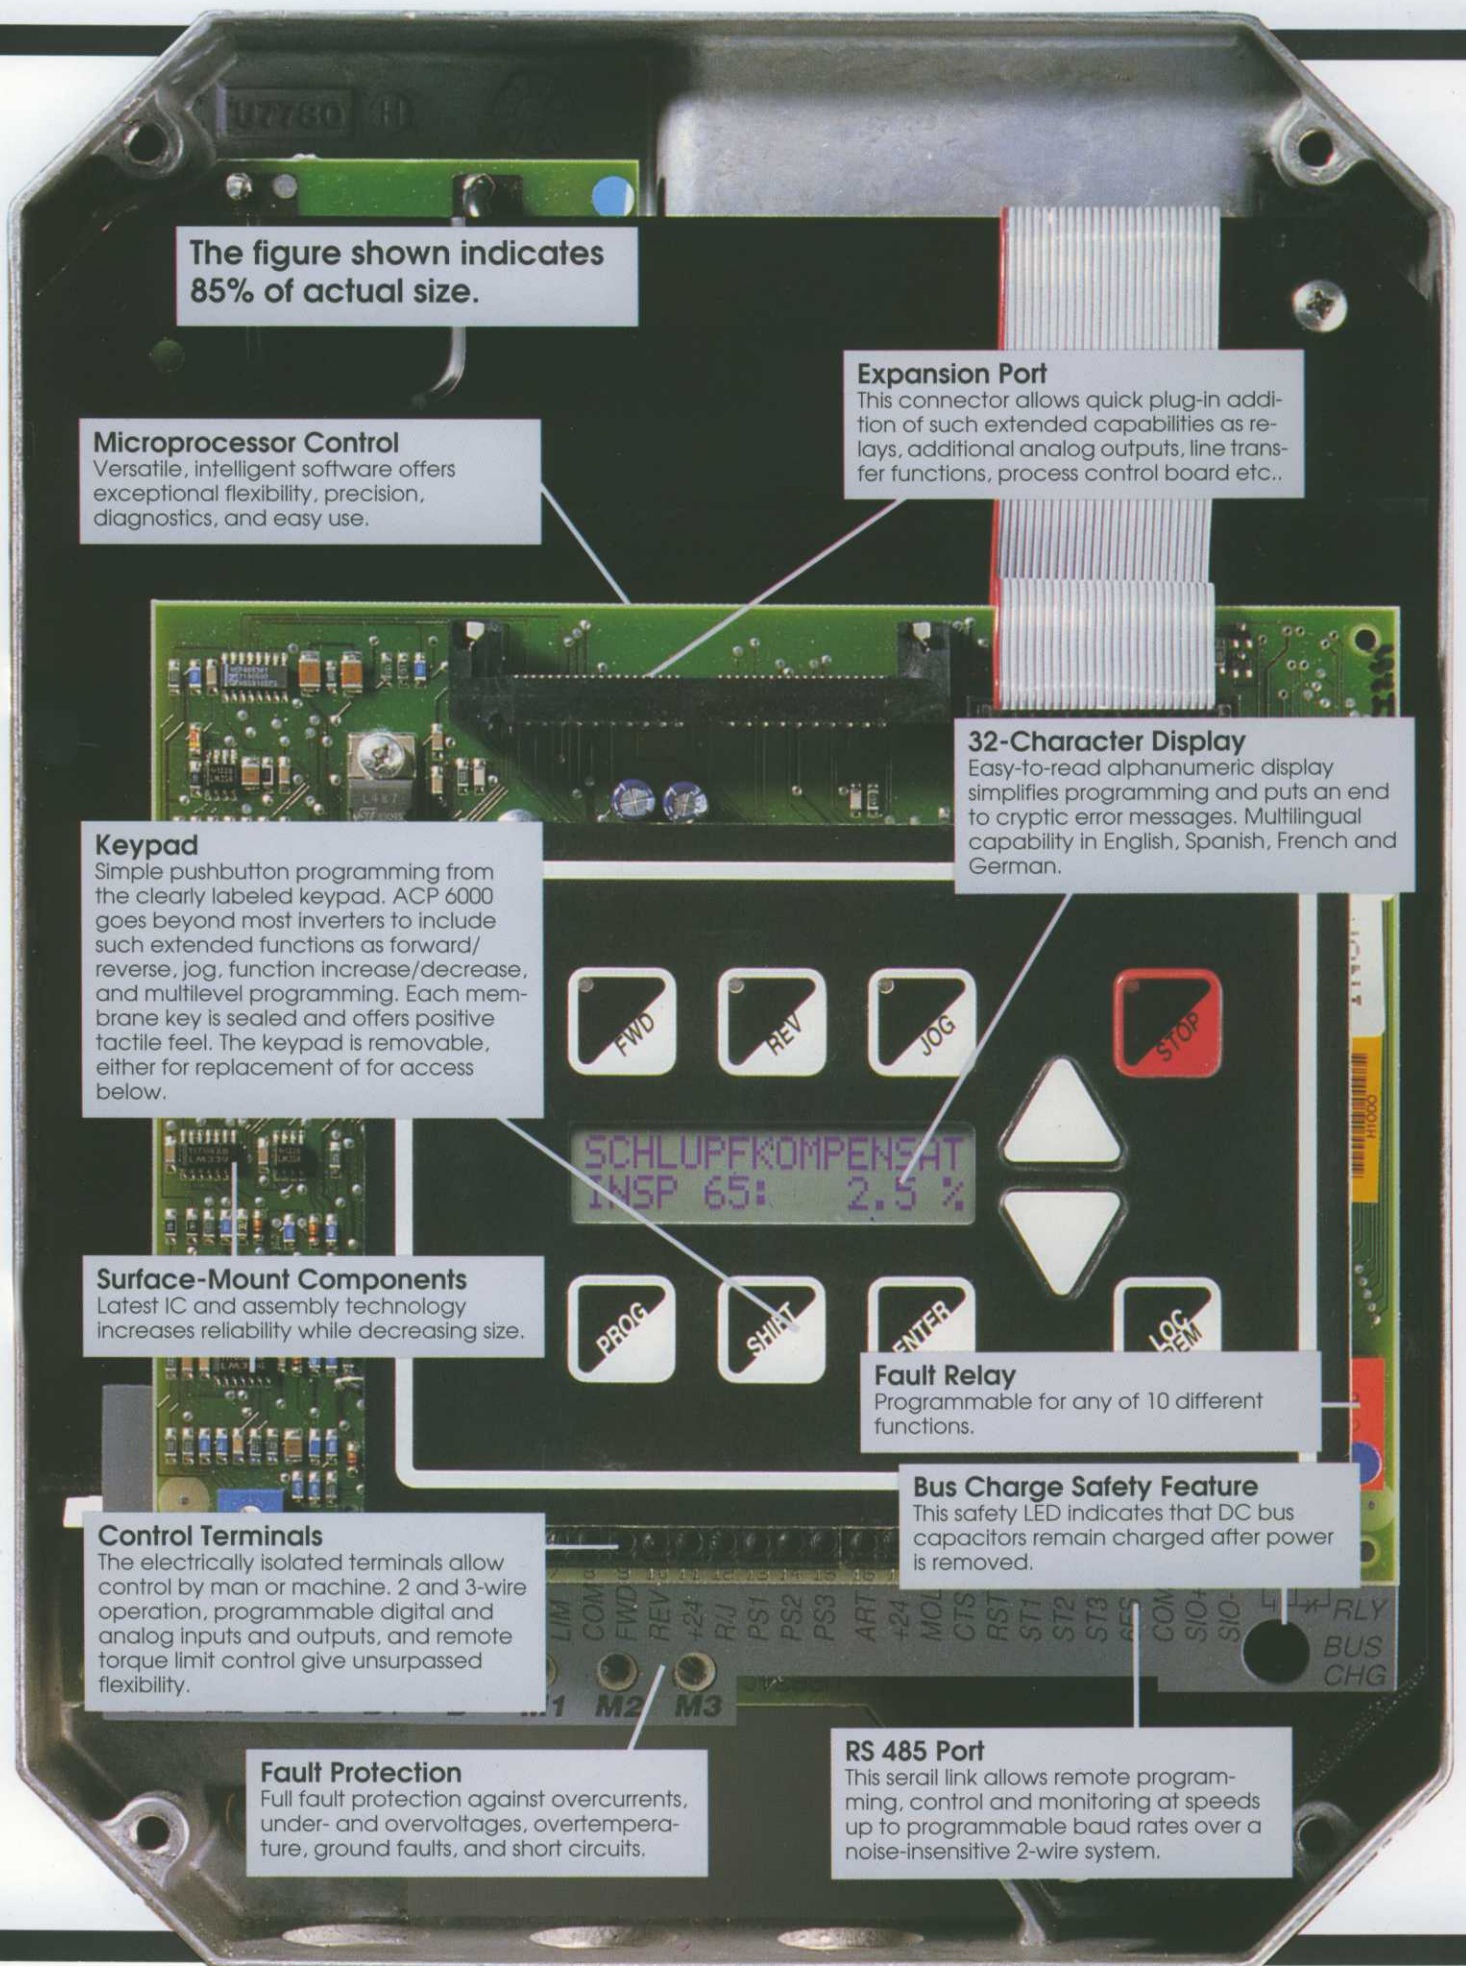 U7780
The figure shown indicates
85% of actual size.
Expansion Port
This connector allows quick plug-in addi-
tion of such extended capabilities as re-
lays, additional analog outputs, line trans-
fer functions, process control board etc..
Microprocessor Control
Versatile, intelligent software offers
exceptional flexibility, precision,
diagnostics, and easy use.
32-Character Display
Easy-to-read alphanumeric display
simplifies programming and puts an end
to cryptic error messages. Multilingual
capability in English, Spanish, French and
German.
Keypad
Simple pushbutton programming from
the clearly labeled keypad. ACP 6000
goes beyond most inverters to include
such extended functions as forward/
reverse, jog, function increase/decrease,
and multilevel programming. Each mem-
brane key is sealed and offers positive
tactile feel. The keypad is removable,
either for replacement of for access
below.
FWD
REV
JOG
STOP
H1000
SCHLUPFKOMPENSAT
INSP 65: 2.5 %
Surface-Mount Components
Latest IC and assembly technology
increases reliability while decreasing size.
PROG
SHIFT
ENTER
LOC
Fault Relay
Programmable for any of 10 different
functions.
Bus Charge Safety Feature
This safety LED indicates that DC bus
capacitors remain charged after power
is removed.
Control Terminals
The electrically isolated terminals allow
control by man or machine. 2 and 3-wire
operation, programmable digital and
analog inputs and outputs, and remote
torque limit control give unsurpassed
flexibility.
LIM COM FWD REV +24 R/J PS1 PS2 PS3 ART +24 MOL CTS RST ST1 ST2 ST3 COM SIO+ SIO-
RLY
BUS
CHG
M1 M2 M3
Fault Protection
Full fault protection against overcurrents,
under- and overvoltages, overtempera-
ture, ground faults, and short circuits.
RS 485 Port
This serail link allows remote program-
ming, control and monitoring at speeds
up to programmable baud rates over a
noise-insensitive 2-wire system.